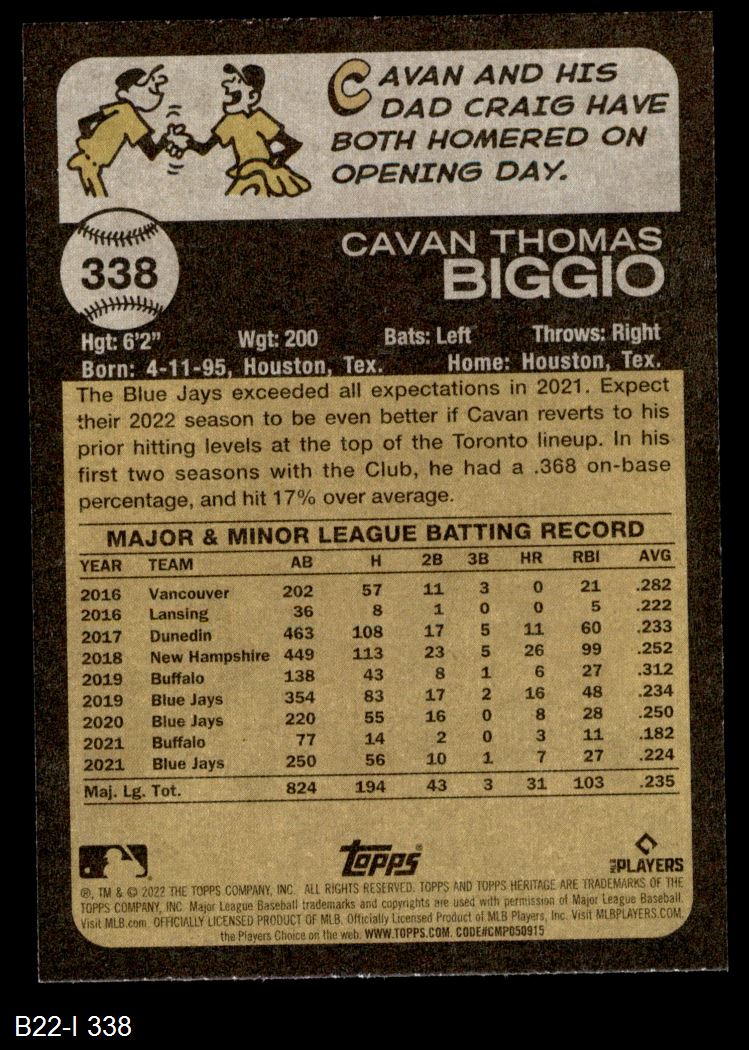 CAVAN AND HIS
DAD CRAIG HAVE
BOTH HOMERED ON
OPENING DAY.
338
CAVAN THOMAS
BIGGIO
Hgt: 6'2" Wgt: 200 Bats: Left Throws: Right
Born: 4-11-95, Houston, Tex. Home: Houston, Tex.
The Blue Jays exceeded all expectations in 2021. Expect
their 2022 season to be even better if Cavan reverts to his
prior hitting levels at the top of the Toronto lineup. In his
first two seasons with the Club, he had a .368 on-base
percentage, and hit 17% over average.
MAJOR & MINOR LEAGUE BATTING RECORD
YEAR TEAM AB H 2B 3B HR RBI AVG
2016 Vancouver 202 57 11 3 0 21 .282
2016 Lansing 36 8 1 0 0 5 .222
2017 Dunedin 463 108 17 5 11 60 .233
2018 New Hampshire 449 113 23 5 26 99 .252
2019 Buffalo 138 43 8 1 6 27 .312
2019 Blue Jays 354 83 17 2 16 48 .234
2020 Blue Jays 220 55 16 0 8 28 .250
2021 Buffalo 77 14 2 0 3 11 .182
2021 Blue Jays 250 56 10 1 7 27 .224
Maj. Lg. Tot. 824 194 43 3 31 103 .235
Topps
PLAYERS
®, TM & © 2022 THE TOPPS COMPANY, INC. ALL RIGHTS RESERVED. TOPPS AND TOPPS HERITAGE ARE TRADEMARKS OF THE
TOPPS COMPANY, INC. Major League Baseball trademarks and copyrights are used with permission of Major League Baseball.
Visit MLB.com. OFFICIALLY LICENSED PRODUCT OF MLB. Officially Licensed Product of MLB Players, Inc. Visit MLBPLAYERS.COM,
the Players Choice on the web. WWW.TOPPS.COM. CODE#CMP050915
B22-I 338